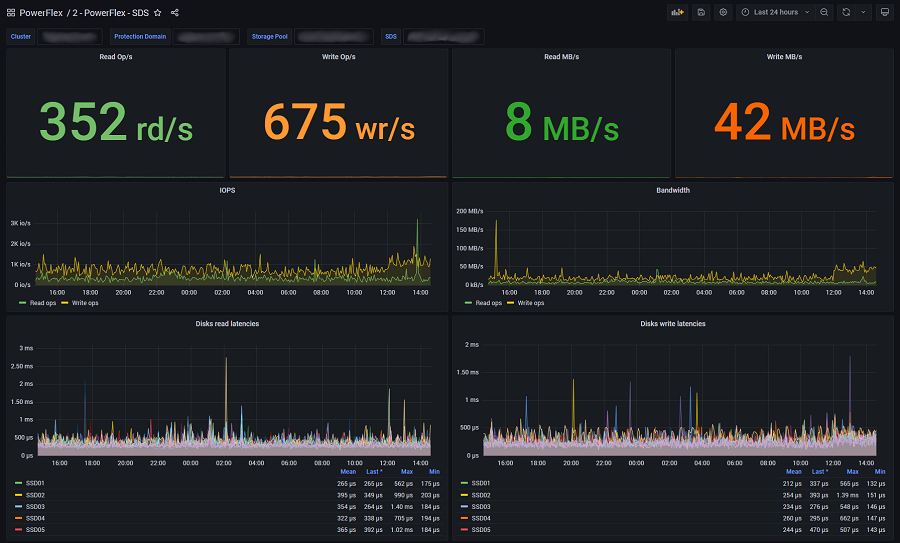 PowerFlex / 2 - PowerFlex - SDS
Last 24 hours
Cluster Protection Domain Storage Pool SDS
Read Op/s
352 rd/s
Write Op/s
675 wr/s
Read MB/s
8 MB/s
Write MB/s
42 MB/s
IOPS
3K io/s
2K io/s
1K io/s
0 io/s
16:00 18:00 20:00 22:00 00:00 02:00 04:00 06:00 08:00 10:00 12:00 14:00
Read ops Write ops
Bandwidth
200 MB/s
150 MB/s
100 MB/s
50 MB/s
0 kB/s
16:00 18:00 20:00 22:00 00:00 02:00 04:00 06:00 08:00 10:00 12:00 14:00
Read ops Write ops
Disks read latencies
3 ms
2.50 ms
2 ms
1.50 ms
1 ms
500 µs
0 µs
16:00 18:00 20:00 22:00 00:00 02:00 04:00 06:00 08:00 10:00 12:00 14:00
Mean Last * Max Min
SSD01 265 µs 265 µs 562 µs 175 µs
SSD02 395 µs 349 µs 990 µs 203 µs
SSD03 354 µs 264 µs 1.40 ms 184 µs
SSD04 322 µs 338 µs 705 µs 194 µs
SSD05 365 µs 392 µs 1.02 ms 184 µs
Disks write latencies
2 ms
1.50 ms
1 ms
500 µs
0 µs
16:00 18:00 20:00 22:00 00:00 02:00 04:00 06:00 08:00 10:00 12:00 14:00
Mean Last * Max Min
SSD01 212 µs 337 µs 565 µs 132 µs
SSD02 254 µs 393 µs 1.39 ms 151 µs
SSD03 234 µs 276 µs 548 µs 146 µs
SSD04 260 µs 295 µs 662 µs 147 µs
SSD05 244 µs 470 µs 507 µs 143 µs